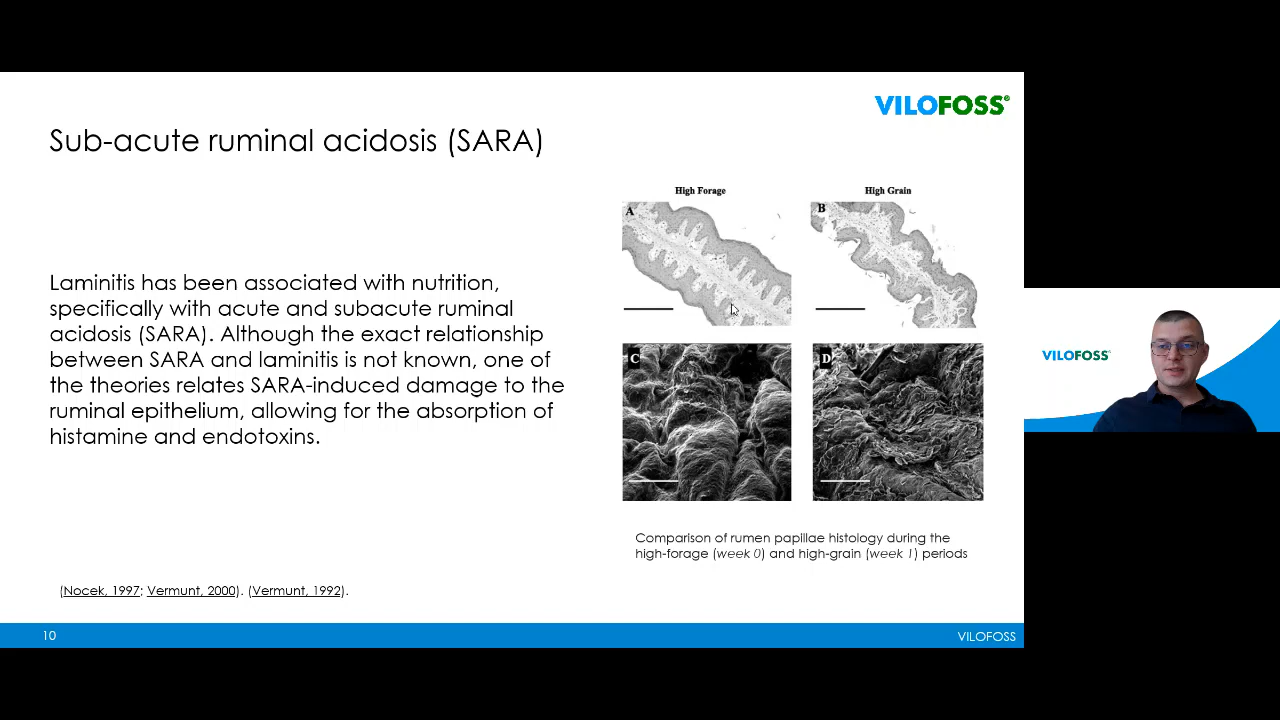 VILOFOSS®
Sub-acute ruminal acidosis (SARA)
High Forage
High Grain
A
B
Laminitis has been associated with nutrition,
specifically with acute and subacute ruminal
acidosis (SARA). Although the exact relationship
between SARA and laminitis is not known, one of
the theories relates SARA-induced damage to the
ruminal epithelium, allowing for the absorption of
histamine and endotoxins.
C
D
VILOFOSS
Comparison of rumen papillae histology during the
high-forage (week 0) and high-grain (week 1) periods
(Nocek, 1997; Vermunt, 2000). (Vermunt, 1992).
10
VILOFOSS